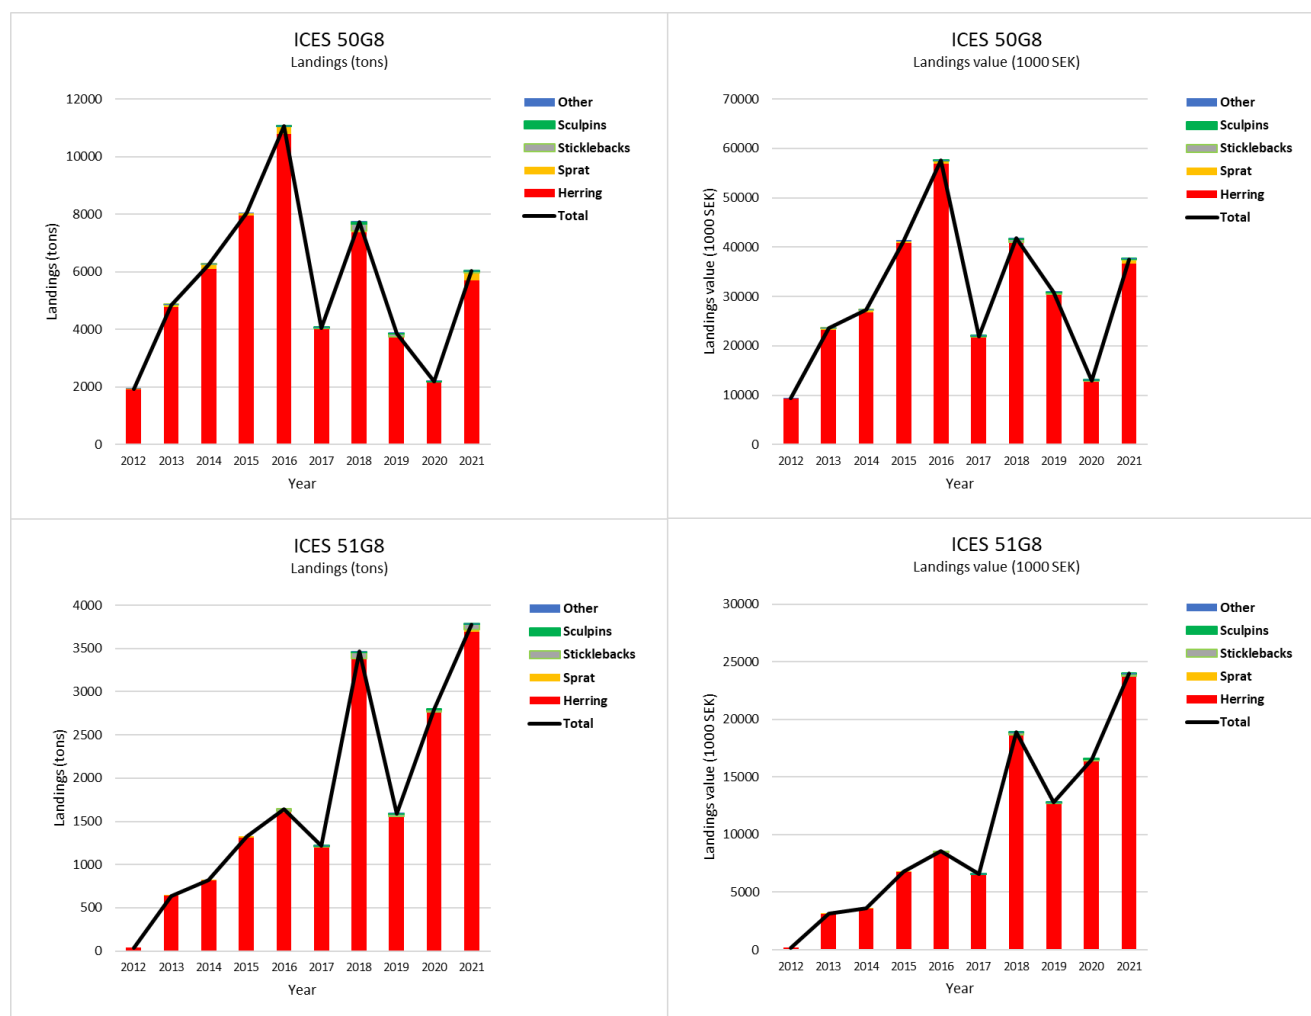 ICES 50G8
Landings (tons)
12000
10000
8000
6000
4000
2000
0
Landings (tons)
2012 2013 2014 2015 2016 2017 2018 2019 2020 2021
Year
Other
Sculpins
Sticklebacks
Sprat
Herring
Total
ICES 50G8
Landings value (1000 SEK)
70000
60000
50000
40000
30000
20000
10000
0
Landings value (1000 SEK)
2012 2013 2014 2015 2016 2017 2018 2019 2020 2021
Year
Other
Sculpins
Sticklebacks
Sprat
Herring
Total
ICES 51G8
Landings (tons)
4000
3500
3000
2500
2000
1500
1000
500
0
Landings (tons)
2012 2013 2014 2015 2016 2017 2018 2019 2020 2021
Year
Other
Sculpins
Sticklebacks
Sprat
Herring
Total
ICES 51G8
Landings value (1000 SEK)
30000
25000
20000
15000
10000
5000
0
Landings value (1000 SEK)
2012 2013 2014 2015 2016 2017 2018 2019 2020 2021
Year
Other
Sculpins
Sticklebacks
Sprat
Herring
Total